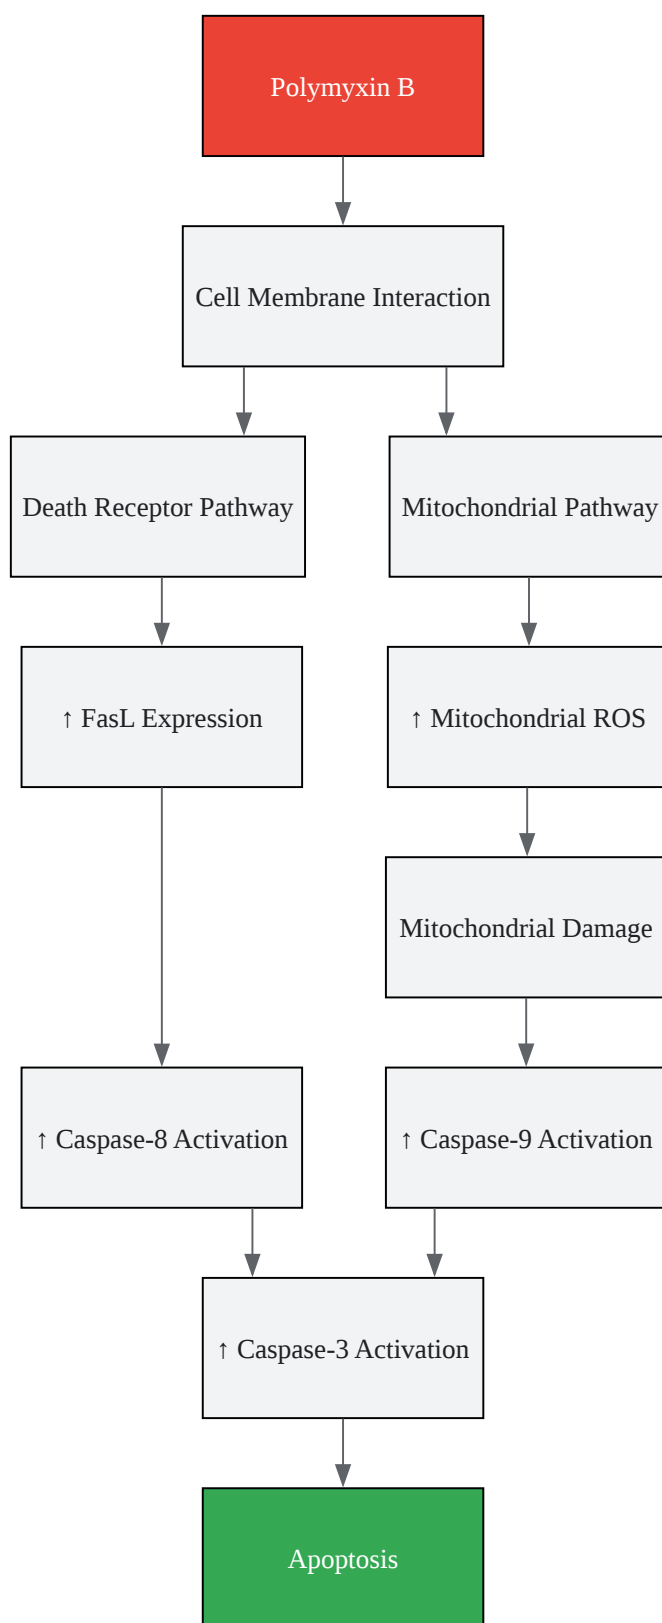 Polymyxin B
Cell Membrane Interaction
Death Receptor Pathway
Mitochondrial Pathway
↑ FasL Expression
↑ Mitochondrial ROS
Mitochondrial Damage
↑ Caspase-8 Activation
↑ Caspase-9 Activation
↑ Caspase-3 Activation
Apoptosis